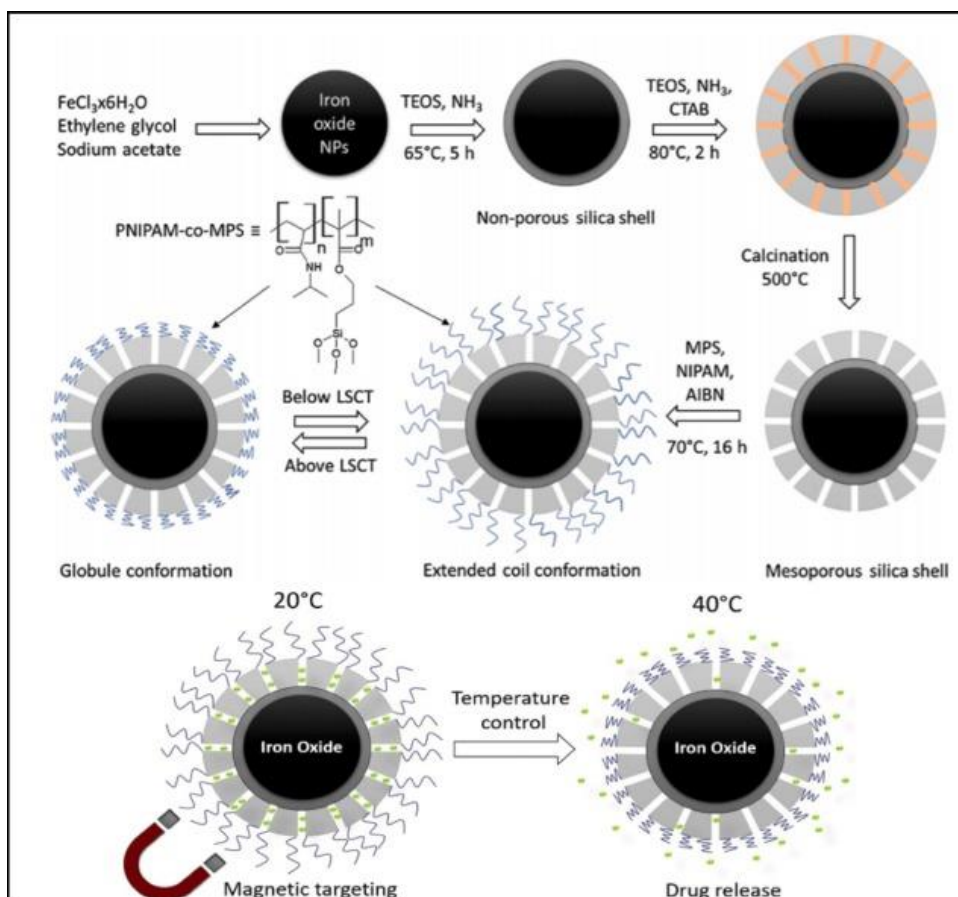 FeCl₃x6H₂O
Ethylene glycol
Sodium acetate
Iron
oxide
NPs
TEOS, NH₃
65°C, 5 h
Non-porous silica shell
TEOS, NH₃,
CTAB
80°C, 2 h
PNIPAM-co-MPS ≡
n
m
O
NH
O
O
Si
O
O
O
Calcination
500°C
MPS,
NIPAM,
AIBN
70°C, 16 h
Below LSCT
Above LSCT
Globule conformation
Extended coil conformation
Mesoporous silica shell
20°C
40°C
Iron Oxide
Temperature
control
Iron Oxide
Magnetic targeting
Drug release